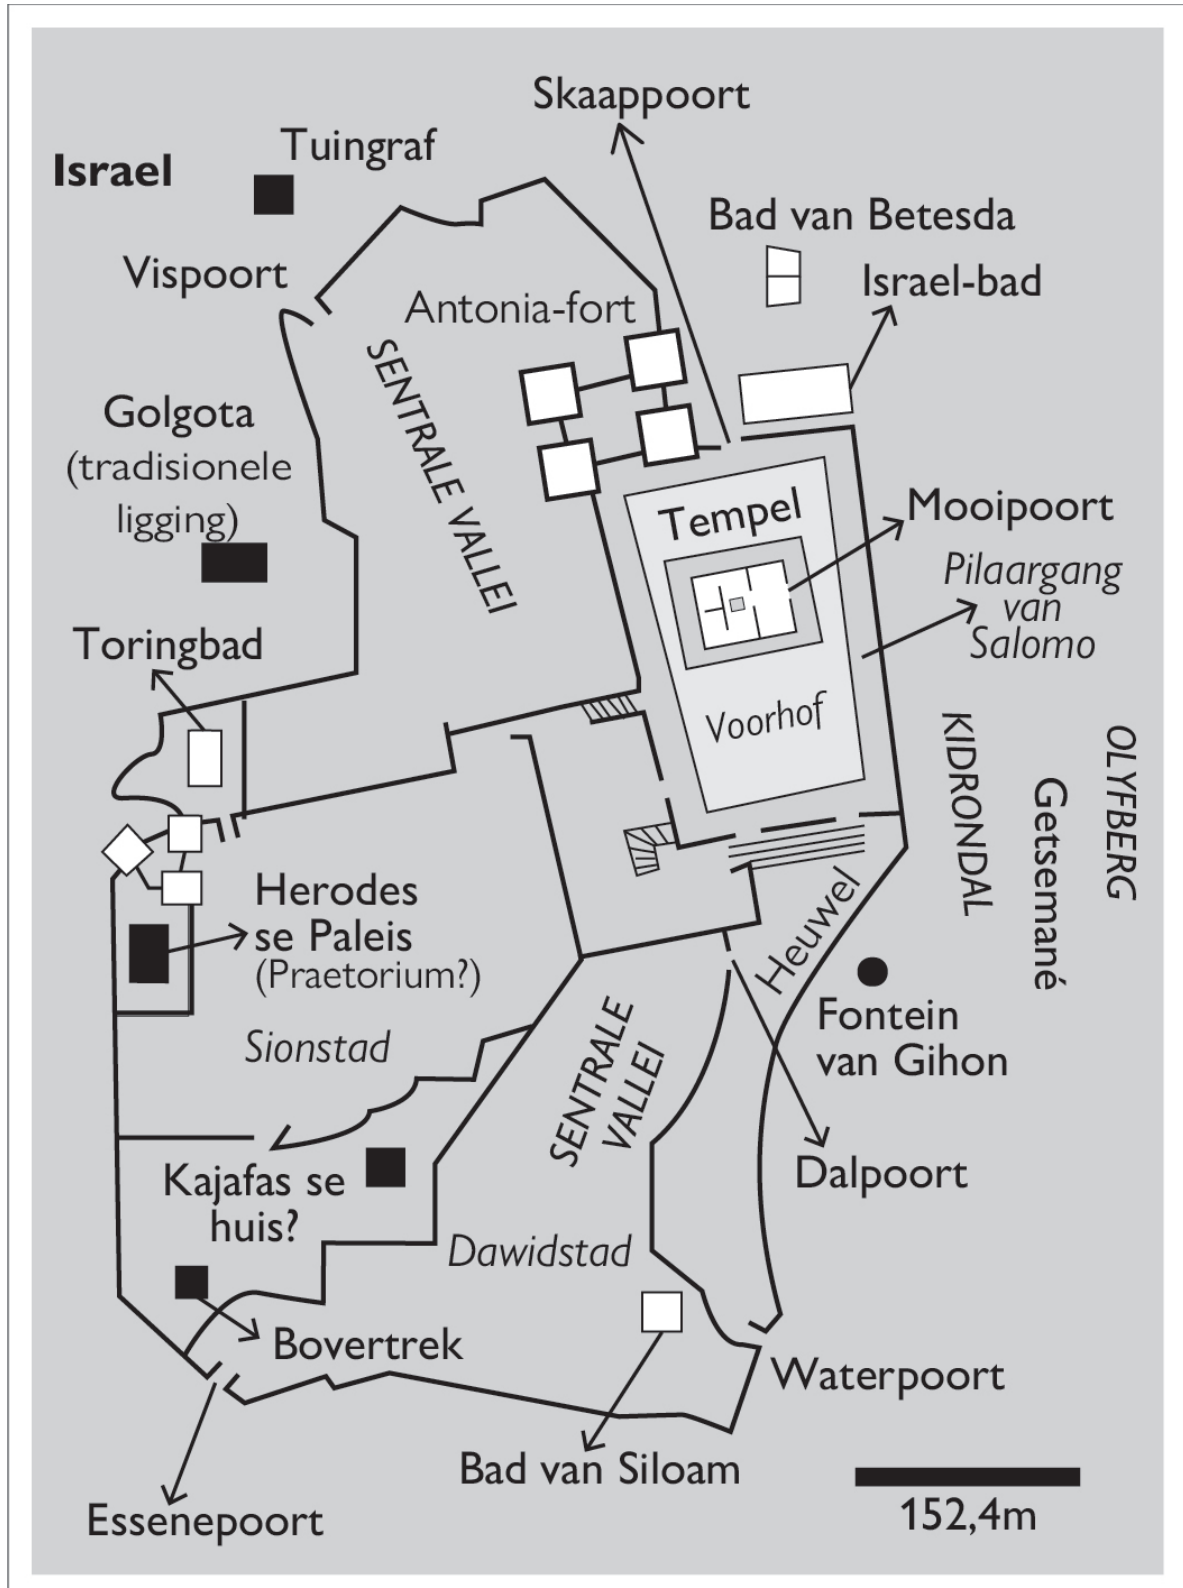 Skaappoort
Tuingraf
Israel
Bad van Betesda
Vispoort
Israel-bad
Antonia-fort
SENTRALE VALLEI
Golgota
(tradisionele
ligging)
Tempel
Mooipoort
Pilaargang
van
Salomo
Toringbad
Voorhof
KIDRONDAL
OLYFBERG
Getsemané
Herodes
se Paleis
(Praetorium?)
Heuwel
Fontein
van Gihon
Sionstad
SENTRALE
VALLEI
Kajafas se
huis?
Dalpoort
Dawidstad
Bovertrek
Waterpoort
Bad van Siloam
Essenepoort
152,4m